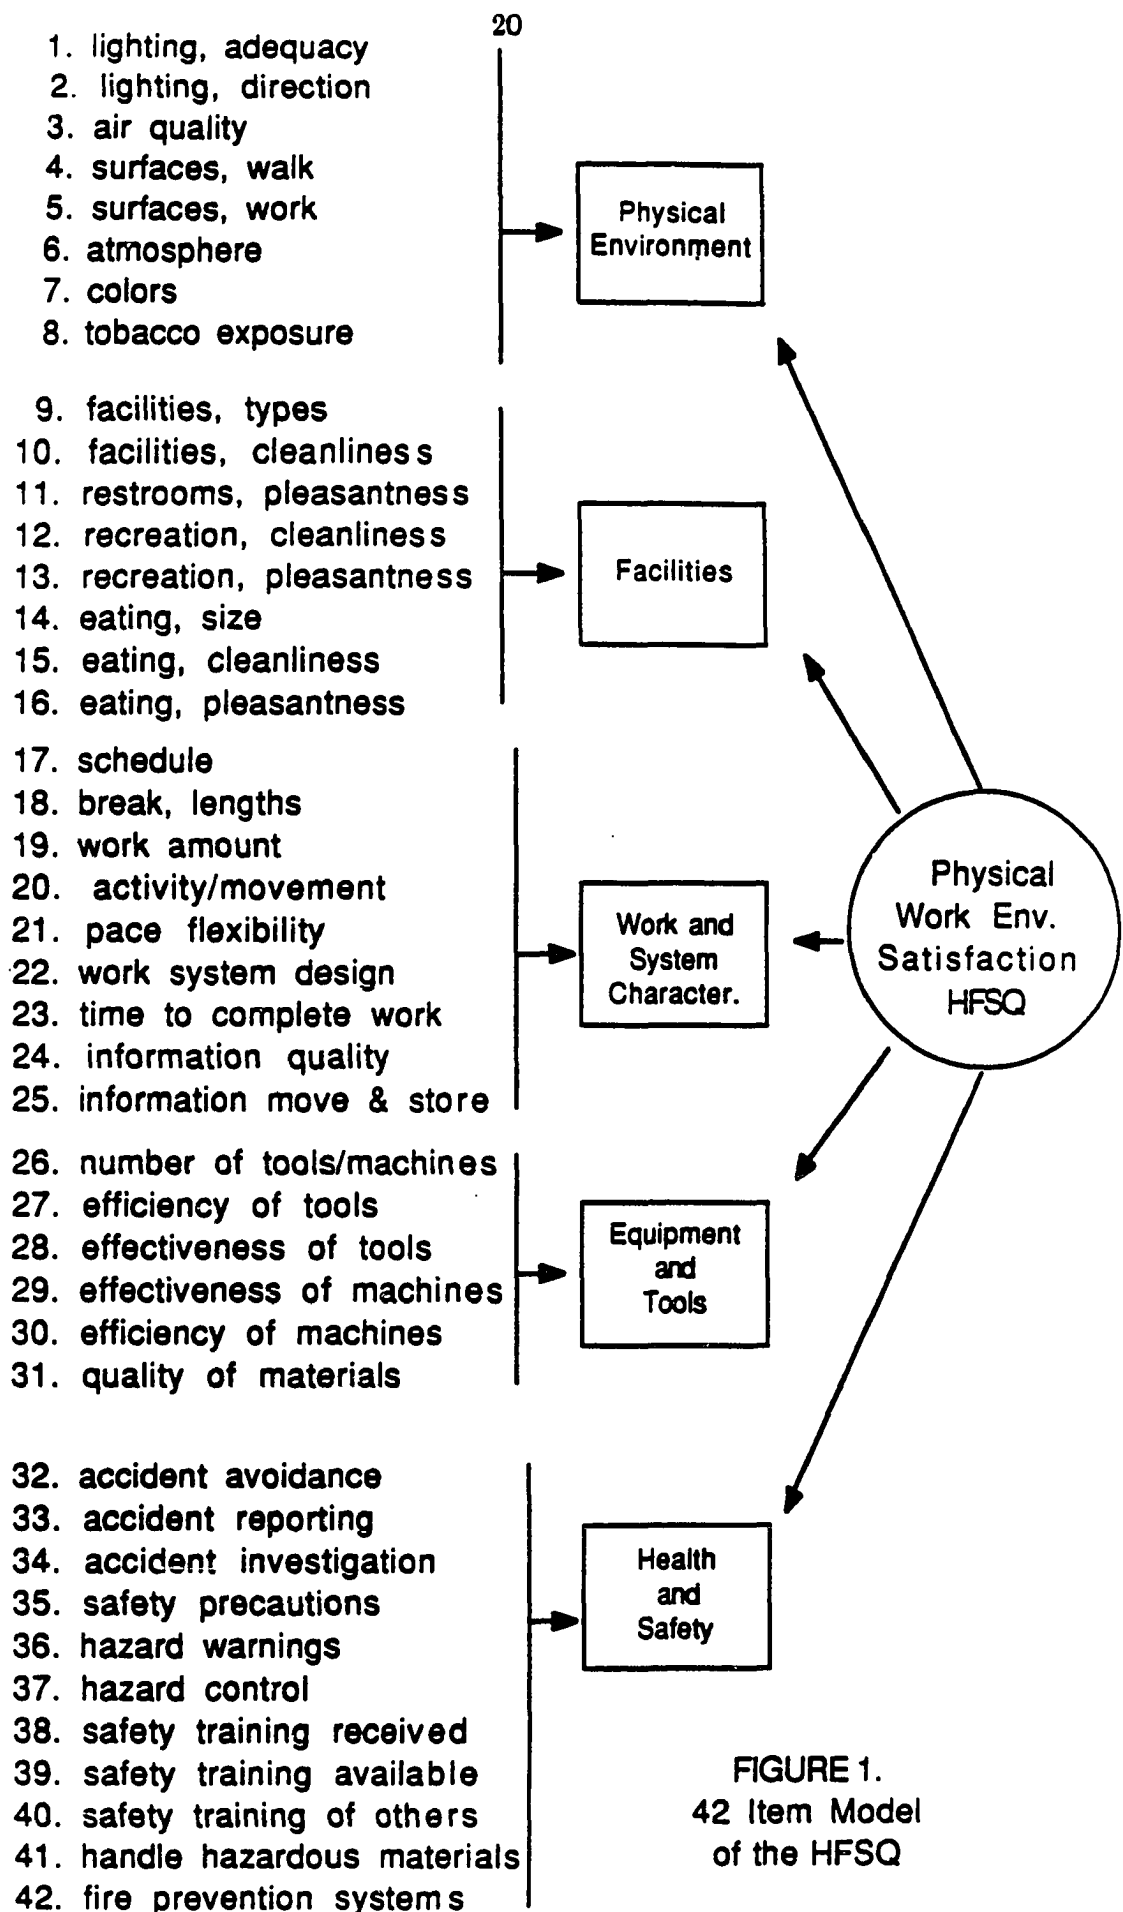 20
1. lighting, adequacy
2. lighting, direction
3. air quality
4. surfaces, walk
5. surfaces, work
6. atmosphere
7. colors
8. tobacco exposure
Physical
Environment
9. facilities, types
10. facilities, cleanliness
11. restrooms, pleasantness
12. recreation, cleanliness
13. recreation, pleasantness
14. eating, size
15. eating, cleanliness
16. eating, pleasantness
Facilities
17. schedule
18. break, lengths
19. work amount
20. activity/movement
21. pace flexibility
22. work system design
23. time to complete work
24. information quality
25. information move & store
Work and
System
Character.
Physical
Work Env.
Satisfaction
HFSQ
26. number of tools/machines
27. efficiency of tools
28. effectiveness of tools
29. effectiveness of machines
30. efficiency of machines
31. quality of materials
Equipment
and
Tools
32. accident avoidance
33. accident reporting
34. accident investigation
35. safety precautions
36. hazard warnings
37. hazard control
38. safety training received
39. safety training available
40. safety training of others
41. handle hazardous materials
42. fire prevention systems
Health
and
Safety
FIGURE 1.
42 Item Model
of the HFSQ